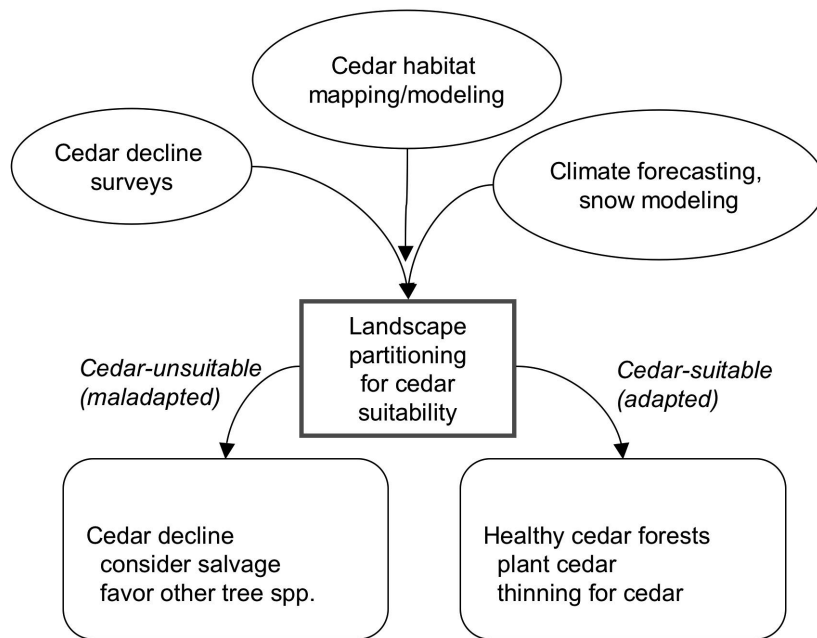 Cedar habitat
mapping/modeling
Cedar decline
surveys
Climate forecasting,
snow modeling
Landscape
partitioning
for cedar
suitability
Cedar-unsuitable
(maladapted)
Cedar-suitable
(adapted)
Cedar decline
consider salvage
favor other tree spp.
Healthy cedar forests
plant cedar
thinning for cedar